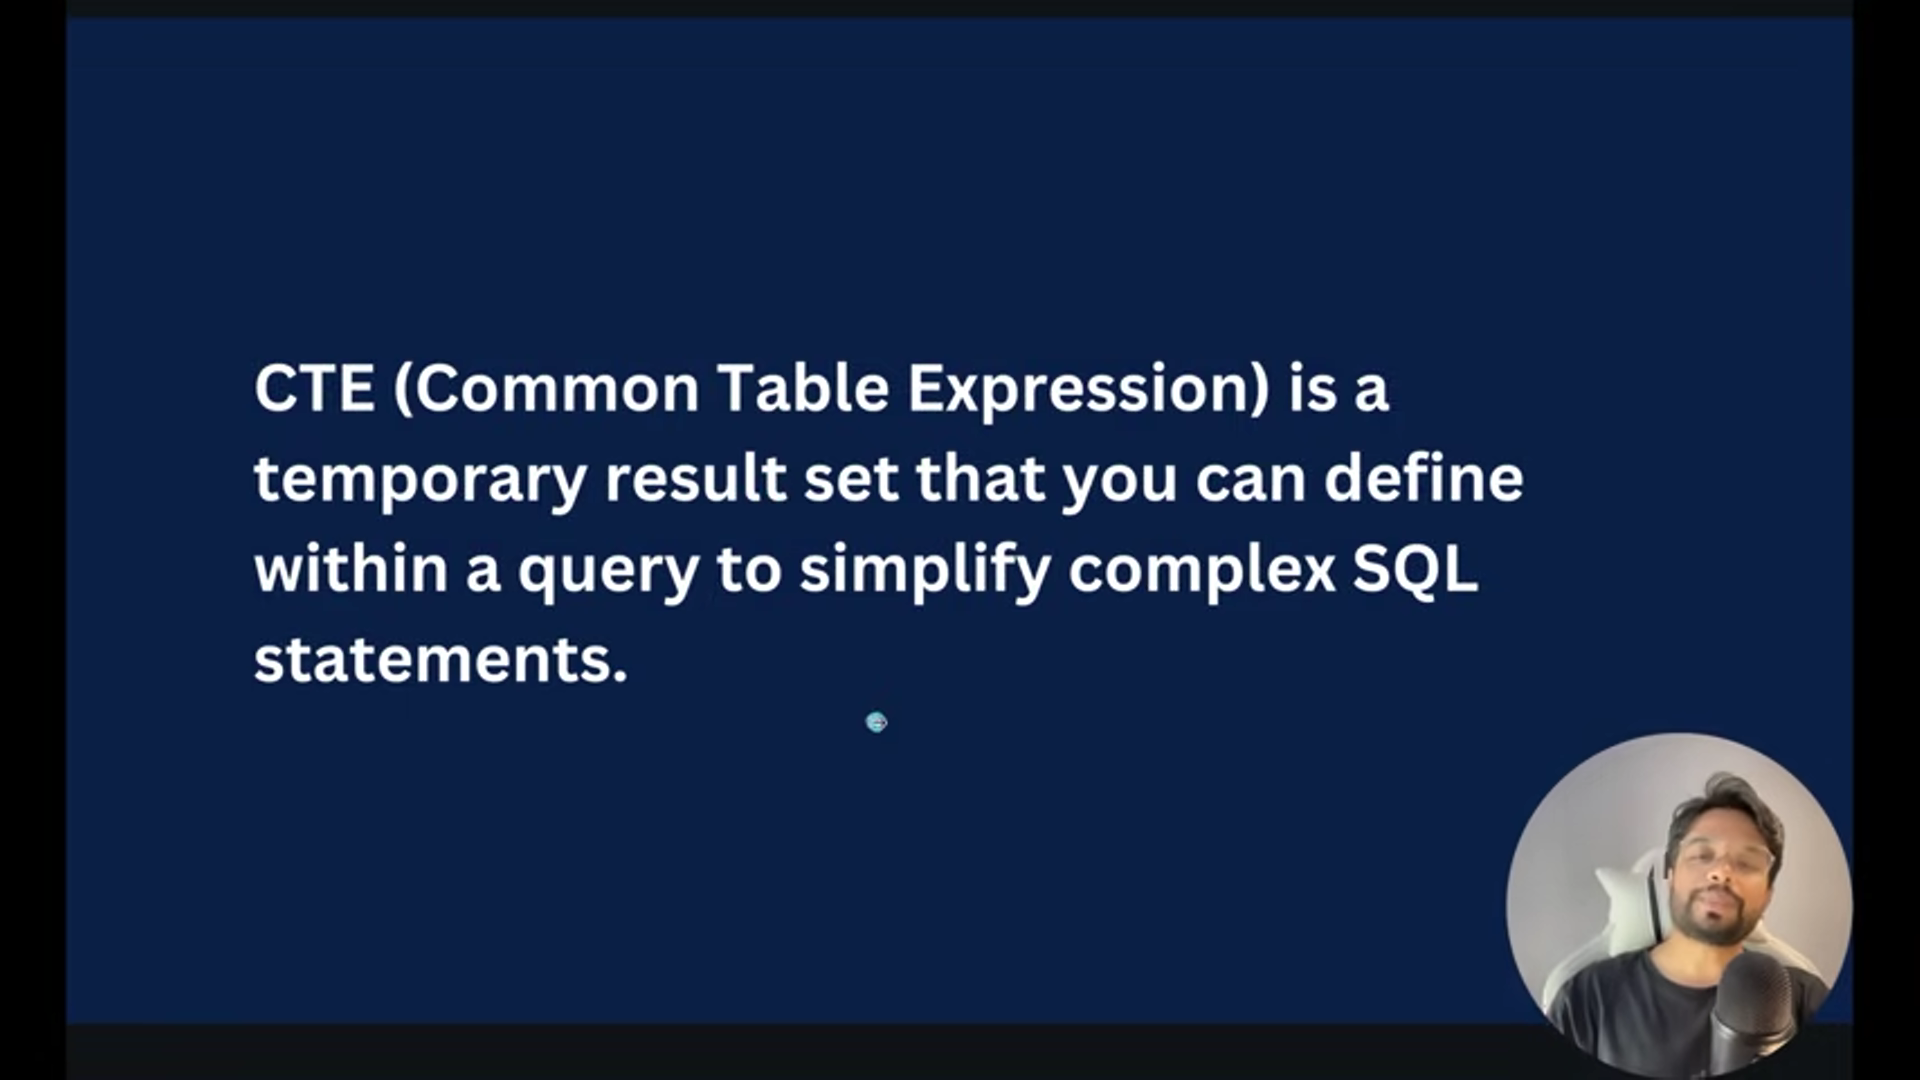 CTE (Common Table Expression) is a
temporary result set that you can define
within a query to simplify complex SQL
statements.